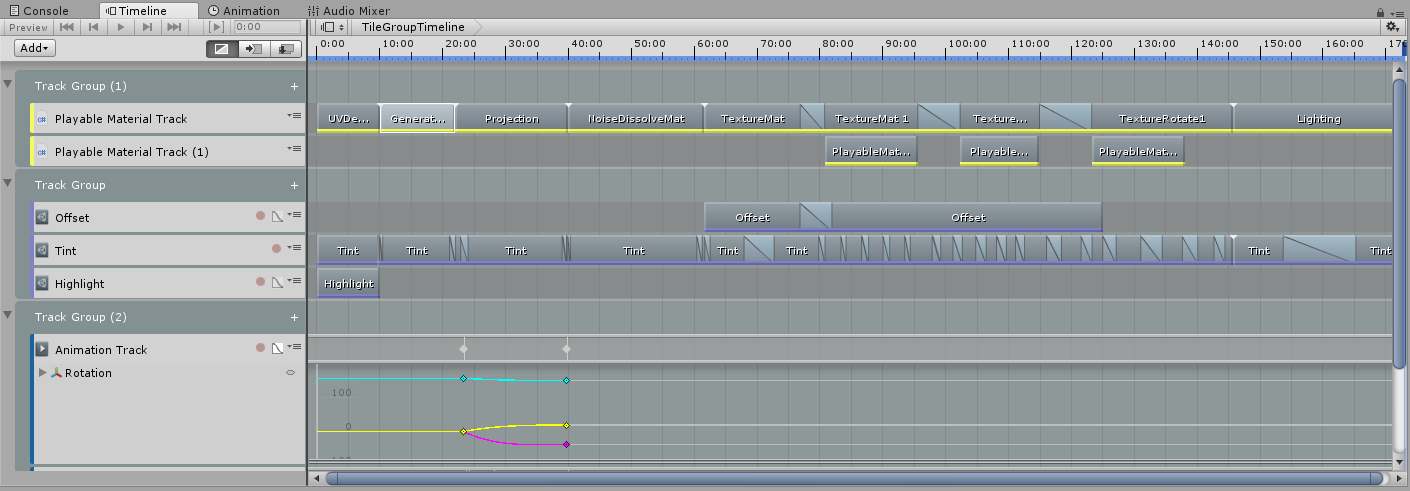 Console Timeline Animation Audio Mixer
Preview 0:00 TileGroupTimeline
Add 0:00 10:00 20:00 30:00 40:00 50:00 60:00 70:00 80:00 90:00 100:00 110:00 120:00 130:00 140:00 150:00 160:00
Track Group (1) +
Playable Material Track UVDe... Generat... Projection NoiseDissolveMat TextureMat TextureMat 1 Texture... TextureRotate1 Lighting
Playable Material Track (1) PlayableMat... Playable... PlayableMat...
Track Group +
Offset Offset Offset
Tint Tint Tint Tint Tint Tint Tint Tint Tint
Highlight Highlight
Track Group (2) +
Animation Track
Rotation
100
0